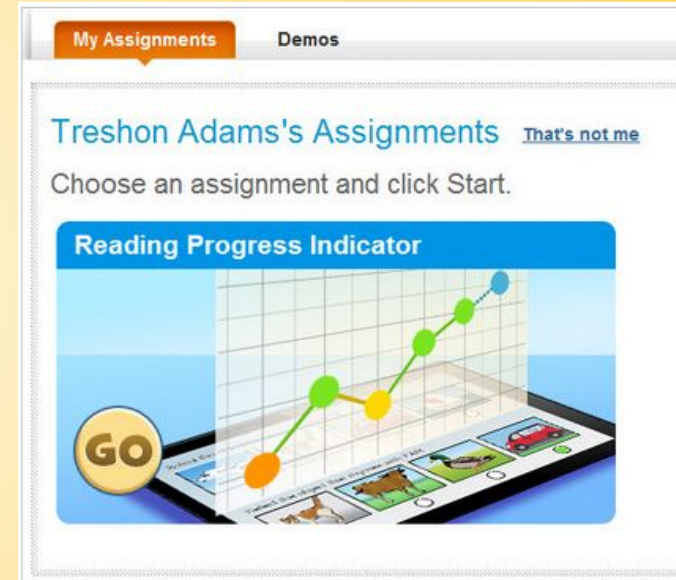 My Assignments Demos
Treshon Adams's Assignments That's not me
Choose an assignment and click Start.
Reading Progress Indicator
GO